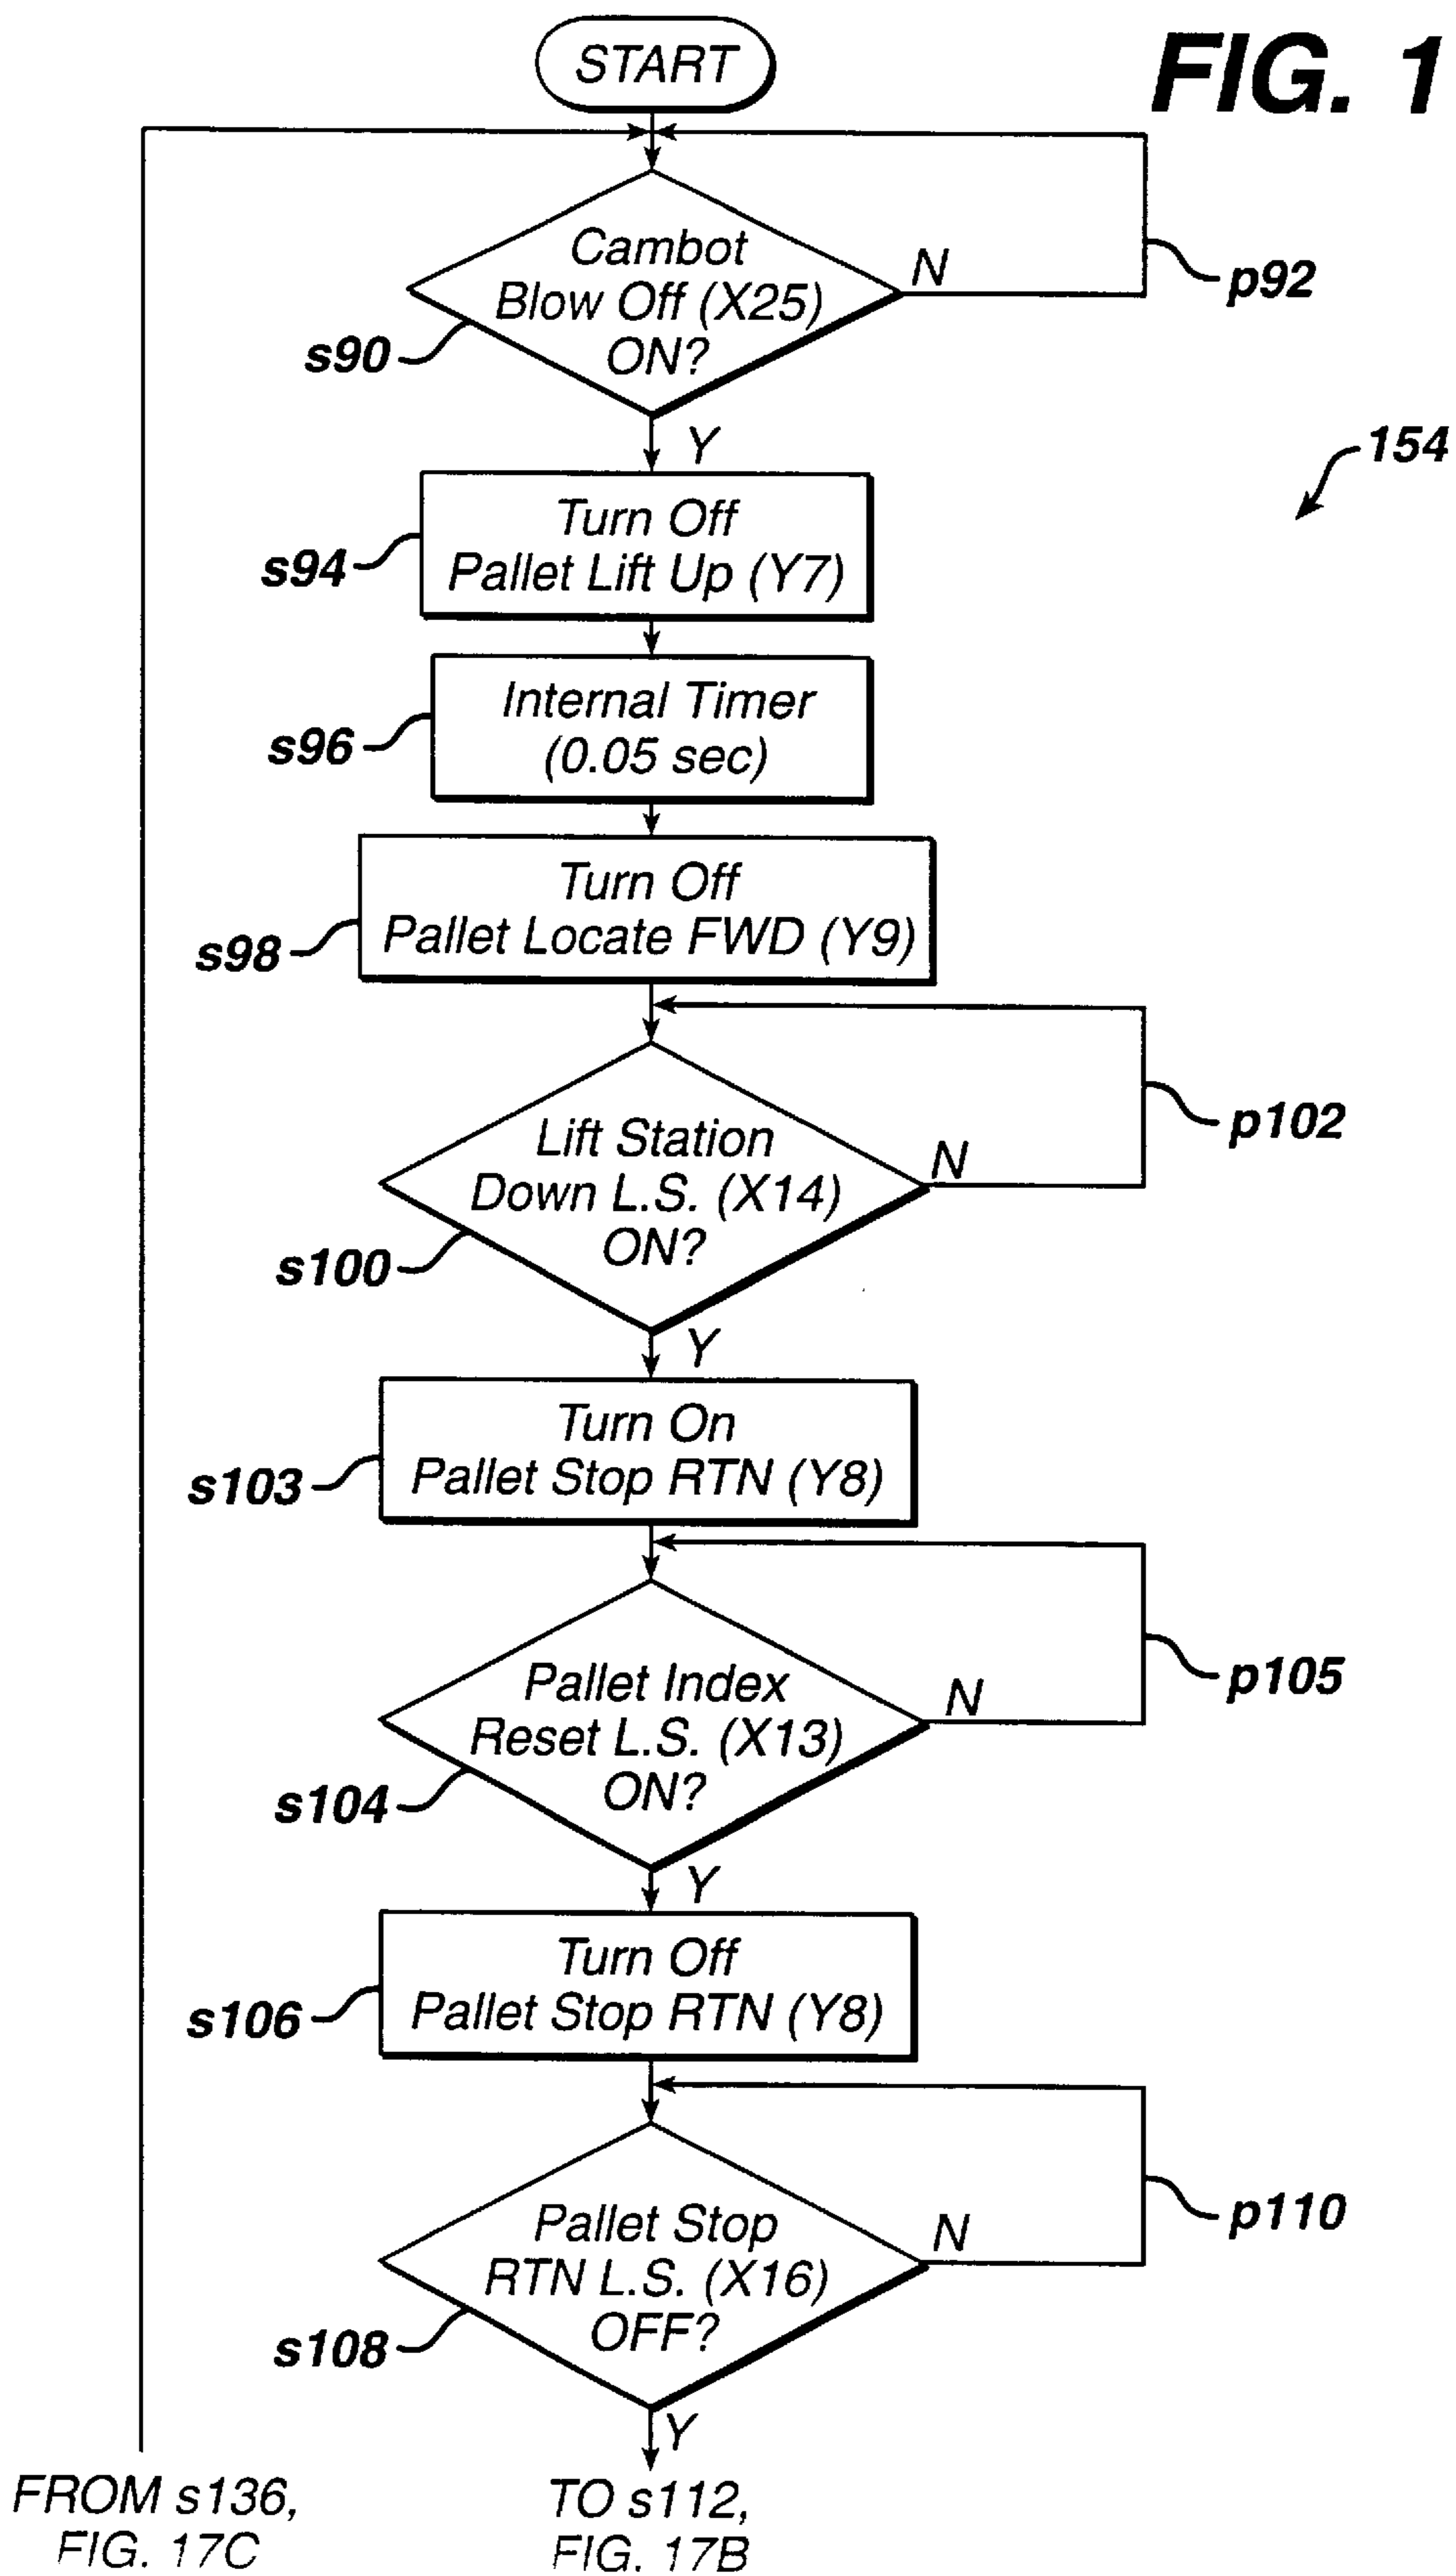 START
FIG. 1
Cambot
Blow Off (X25)
ON?
N
p92
s90
Y
154
Turn Off
Pallet Lift Up (Y7)
s94
Internal Timer
(0.05 sec)
s96
Turn Off
Pallet Locate FWD (Y9)
s98
Lift Station
Down L.S. (X14)
ON?
N
p102
s100
Y
Turn On
Pallet Stop RTN (Y8)
s103
Pallet Index
Reset L.S. (X13)
ON?
N
p105
s104
Y
Turn Off
Pallet Stop RTN (Y8)
s106
Pallet Stop
RTN L.S. (X16)
OFF?
N
p110
s108
Y
FROM s136,
FIG. 17C
TO s112,
FIG. 17B